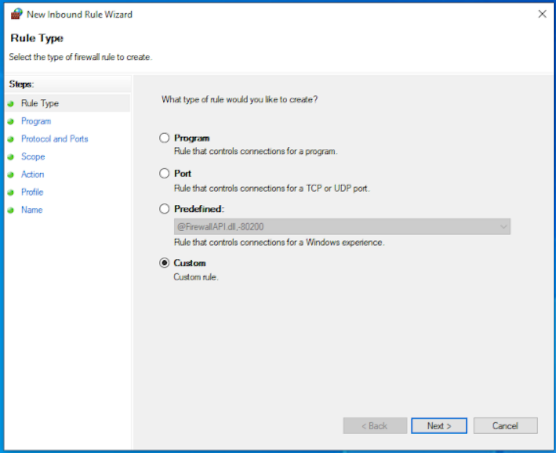 New Inbound Rule Wizard
Rule Type
Select the type of firewall rule to create.
Steps:
Rule Type
Program
Protocol and Ports
Scope
Action
Profile
Name
What type of rule would you like to create?
Program
Rule that controls connections for a program.
Port
Rule that controls connections for a TCP or UDP port.
Predefined:
@FirewallAPI.dll,-80200
Rule that controls connections for a Windows experience.
Custom
Custom rule.
< Back Next > Cancel